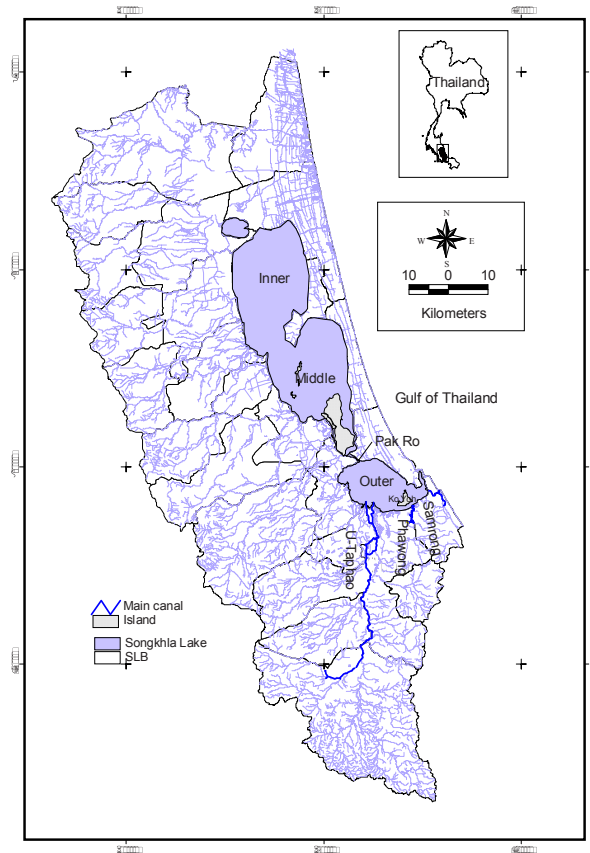 Thailand
N
W E
S
10 0 10
Kilometers
Inner
Middle
Gulf of Thailand
Pak Ro
Outer
U-Taphao
Phawong
Samrong
Main canal
Island
Songkhla Lake
SLB